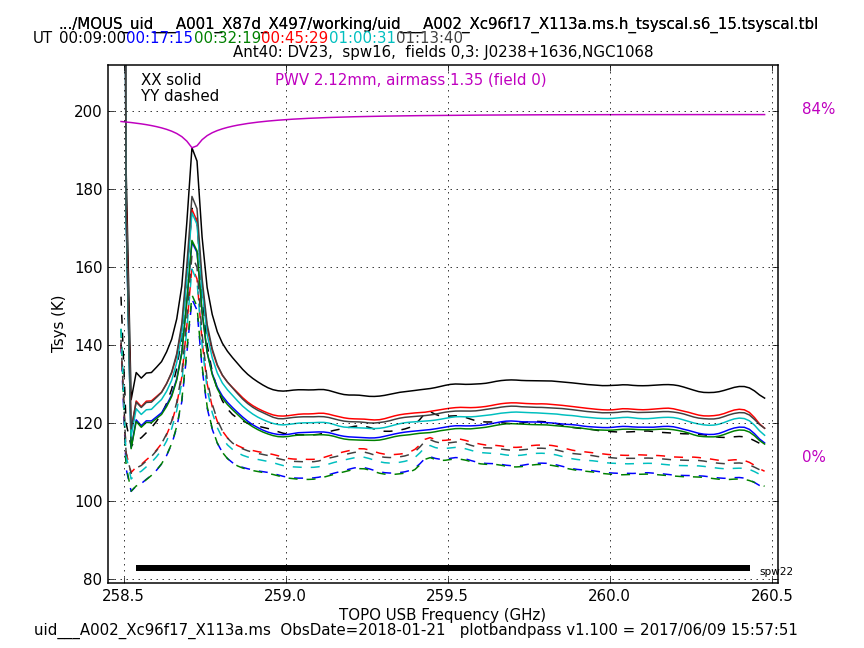 .../MOUS_uid___A001_X87d_X497/working/uid___A002_Xc96f17_X113a.ms.h_tsyscal.s6_15.tsyscal.tbl
UT 00:09:00 00:17:15 00:32:19 00:45:29 01:00:31 01:13:40
Ant40: DV23, spw16, fields 0,3: J0238+1636,NGC1068
XX solid
PWV 2.12mm, airmass 1.35 (field 0)
YY dashed
84%
0%
200
180
160
140
120
100
80
Tsys (K)
spw22
258.5 259.0 259.5 260.0 260.5
TOPO USB Frequency (GHz)
uid___A002_Xc96f17_X113a.ms ObsDate=2018-01-21 plotbandpass v1.100 = 2017/06/09 15:57:51